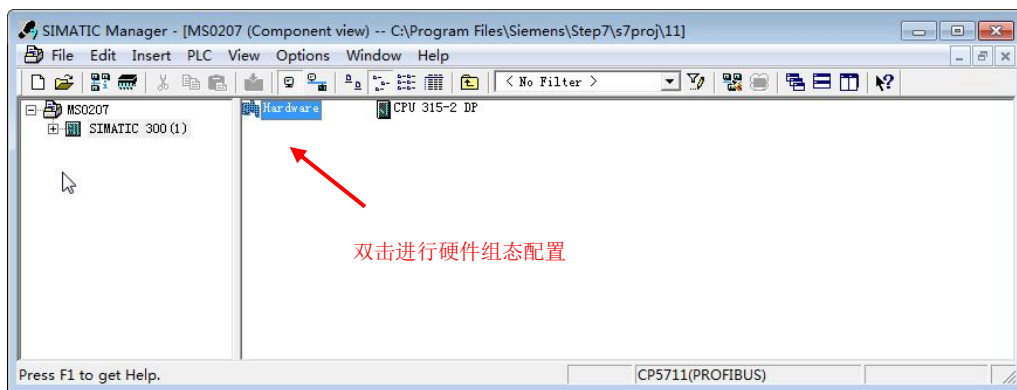 SIMATIC Manager - [MS0207 (Component view) -- C:\Program Files\Siemens\Step7\s7proj\11]
File Edit Insert PLC View Options Window Help
< No Filter >
MS0207
SIMATIC 300(1)
Hardware
CPU 315-2 DP
双击进行硬件组态配置
Press F1 to get Help.
CP5711(PROFIBUS)